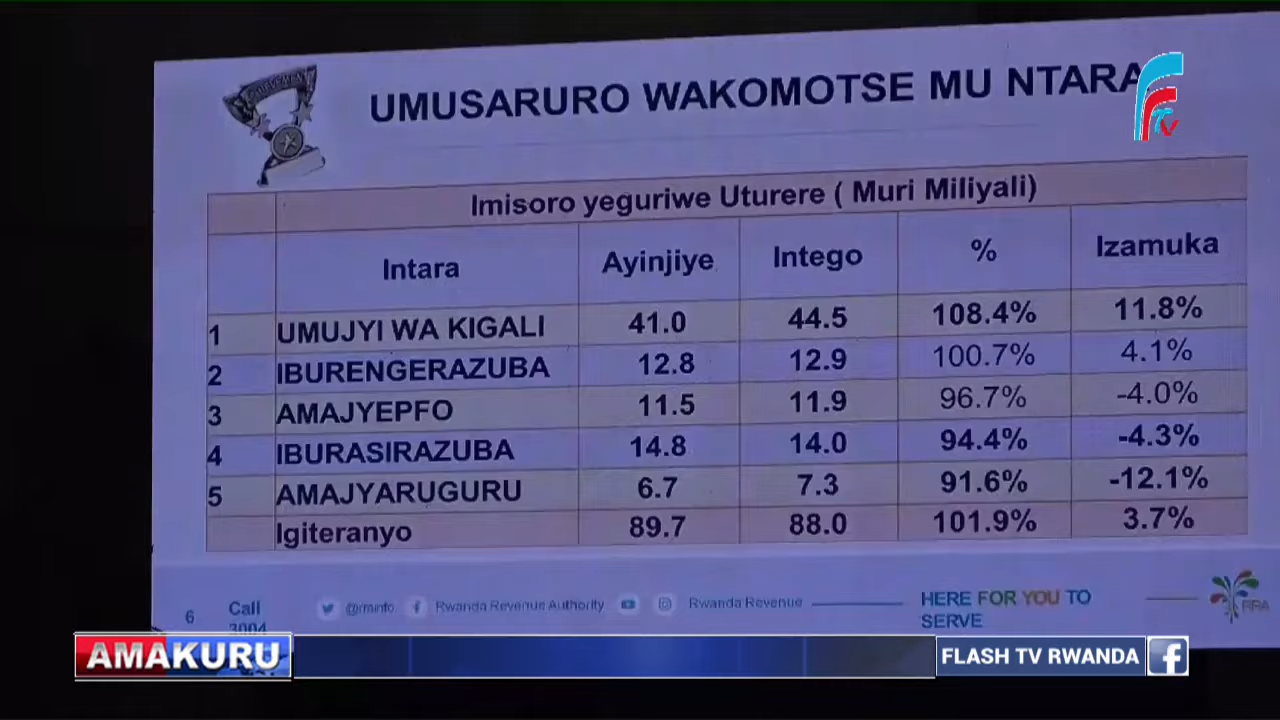 UMUSARURO WAKOMOTSE MU NTARA
TV
Imisoro yeguriwe Uturere ( Muri Miliyali)
Intara Ayinjiye Intego % Izamuka
1 UMUJYI WA KIGALI 41.0 44.5 108.4% 11.8%
2 IBURENGERAZUBA 12.8 12.9 100.7% 4.1%
3 AMAJYEPFO 11.5 11.9 96.7% -4.0%
4 IBURASIRAZUBA 14.8 14.0 94.4% -4.3%
5 AMAJYARUGURU 6.7 7.3 91.6% -12.1%
Igiteranyo 89.7 88.0 101.9% 3.7%
6 Call 3004 @rrainfo Rwanda Revenue Authority Rwanda Revenue HERE FOR YOU TO SERVE RRA
AMAKURU
FLASH TV RWANDA